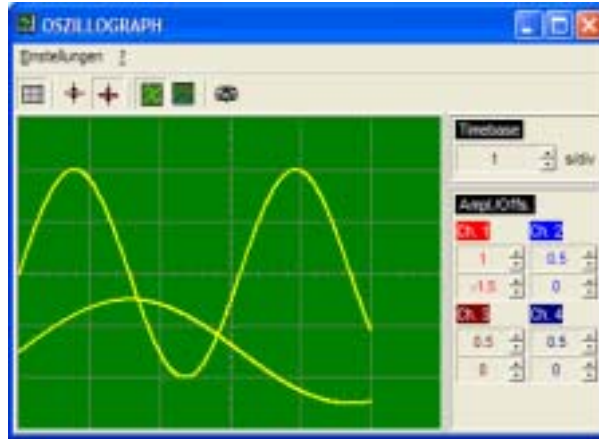 OSZILLOGRAPH
Einstellungen ?
Timebase
1 s/div
Ampl./Offs.
Ch. 1 Ch. 2
1 0.5
-1.5 0
Ch. 3 Ch. 4
0.5 0.5
0 0